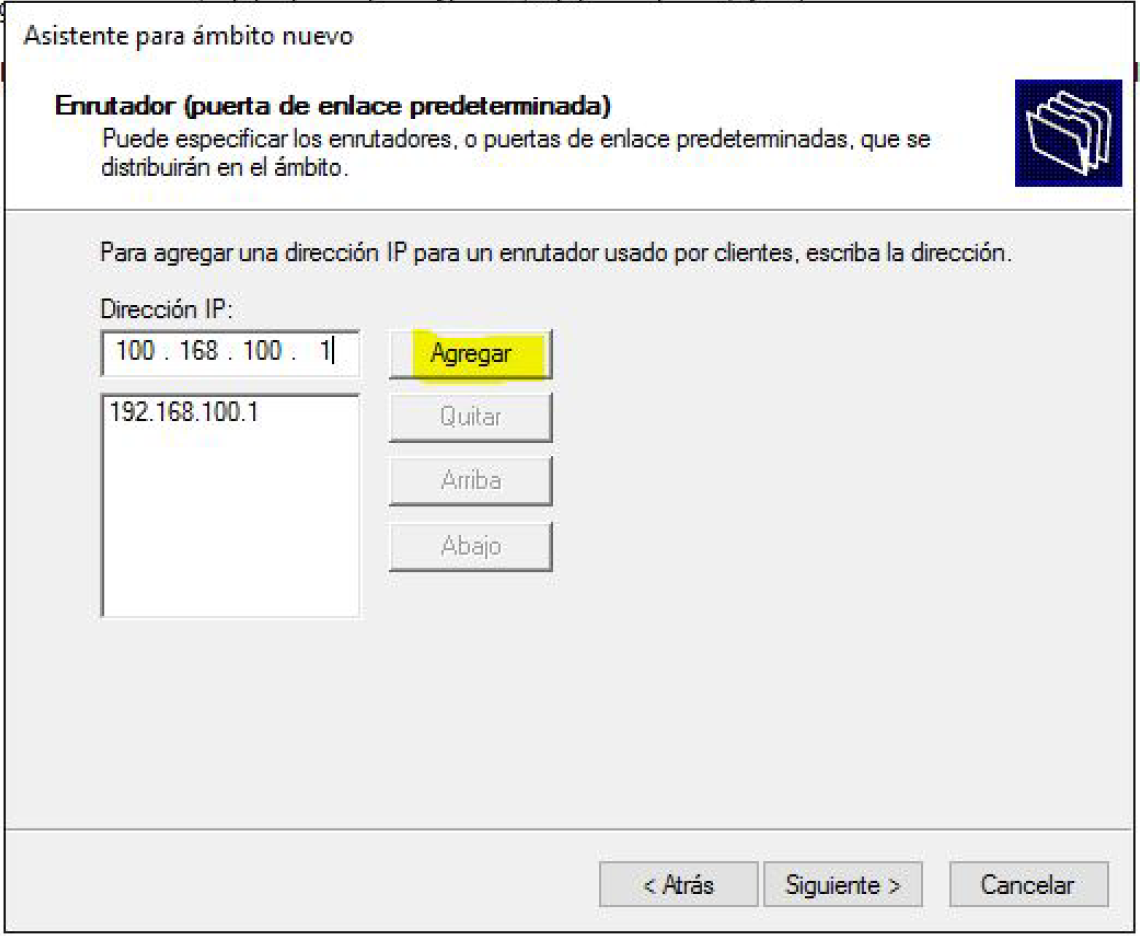 Asistente para ámbito nuevo
Enrutador (puerta de enlace predeterminada)
Puede especificar los enrutadores, o puertas de enlace predeterminadas, que se
distribuirán en el ámbito.
Para agregar una dirección IP para un enrutador usado por clientes, escriba la dirección.
Dirección IP:
100 . 168 . 100 . 1
Agregar
192.168.100.1
Quitar
Arriba
Abajo
< Atrás
Siguiente >
Cancelar